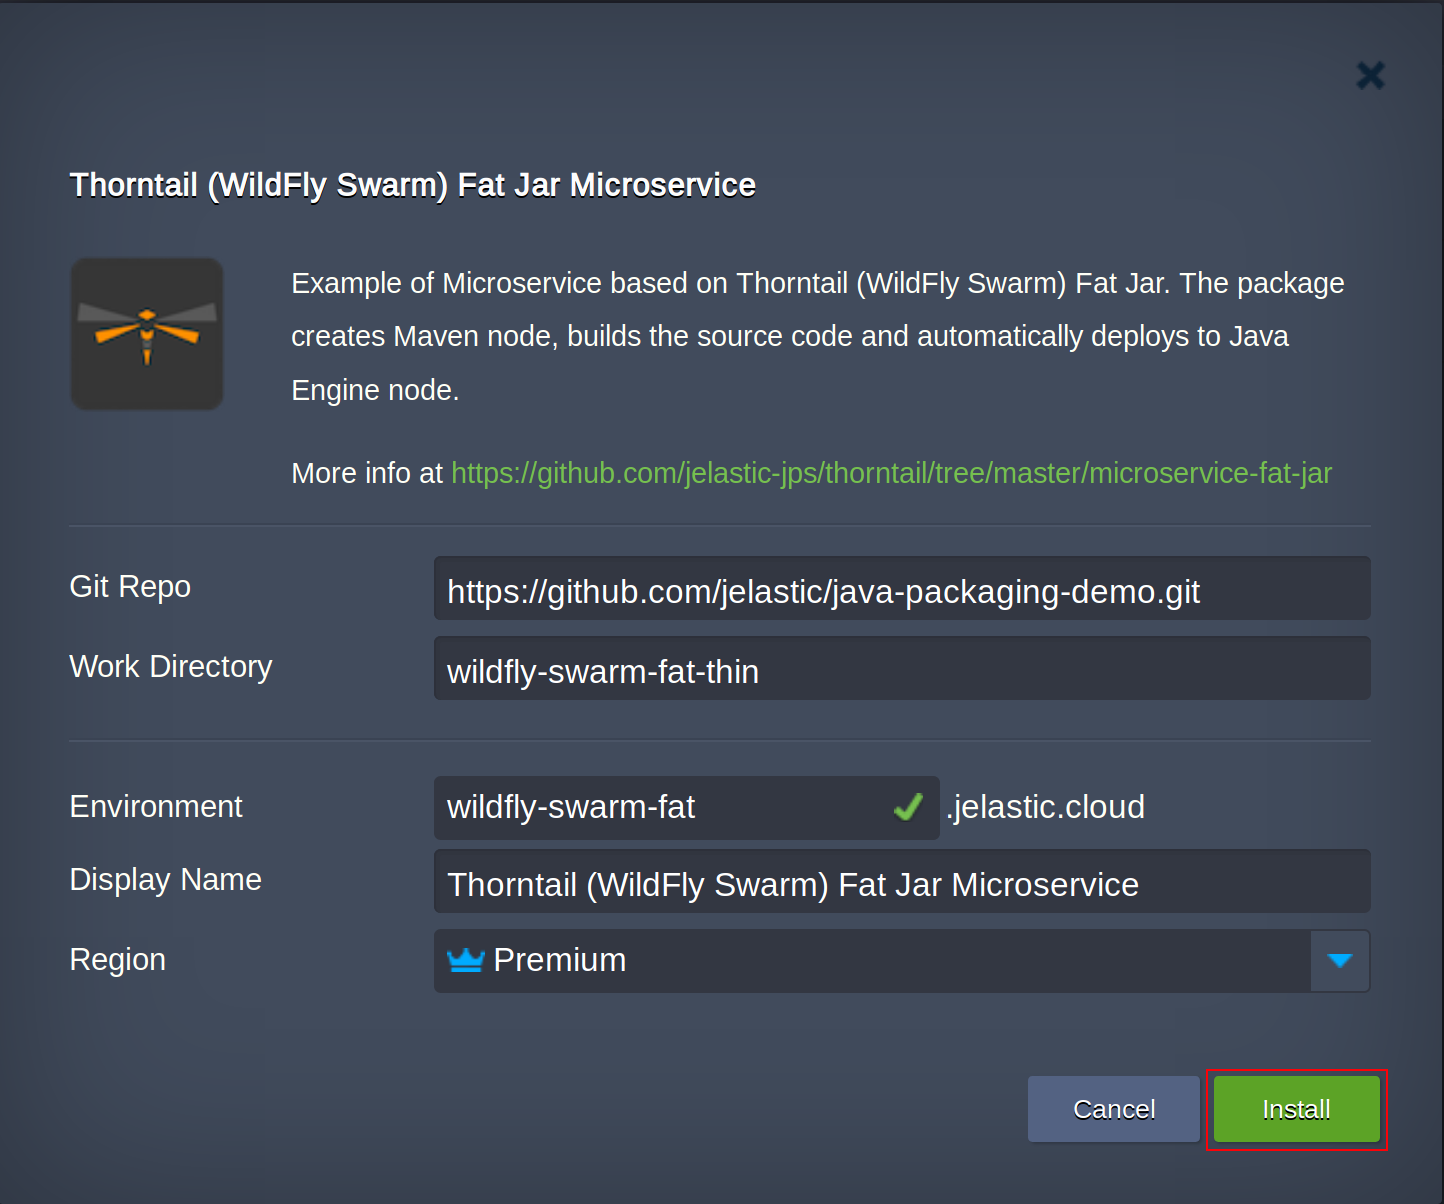 Thorntail (WildFly Swarm) Fat Jar Microservice
Example of Microservice based on Thorntail (WildFly Swarm) Fat Jar. The package
creates Maven node, builds the source code and automatically deploys to Java
Engine node.
More info at https://github.com/jelastic-jps/thorntail/tree/master/microservice-fat-jar
Git Repo https://github.com/jelastic/java-packaging-demo.git
Work Directory wildfly-swarm-fat-thin
Environment wildfly-swarm-fat .jelastic.cloud
Display Name Thorntail (WildFly Swarm) Fat Jar Microservice
Region Premium
Cancel Install